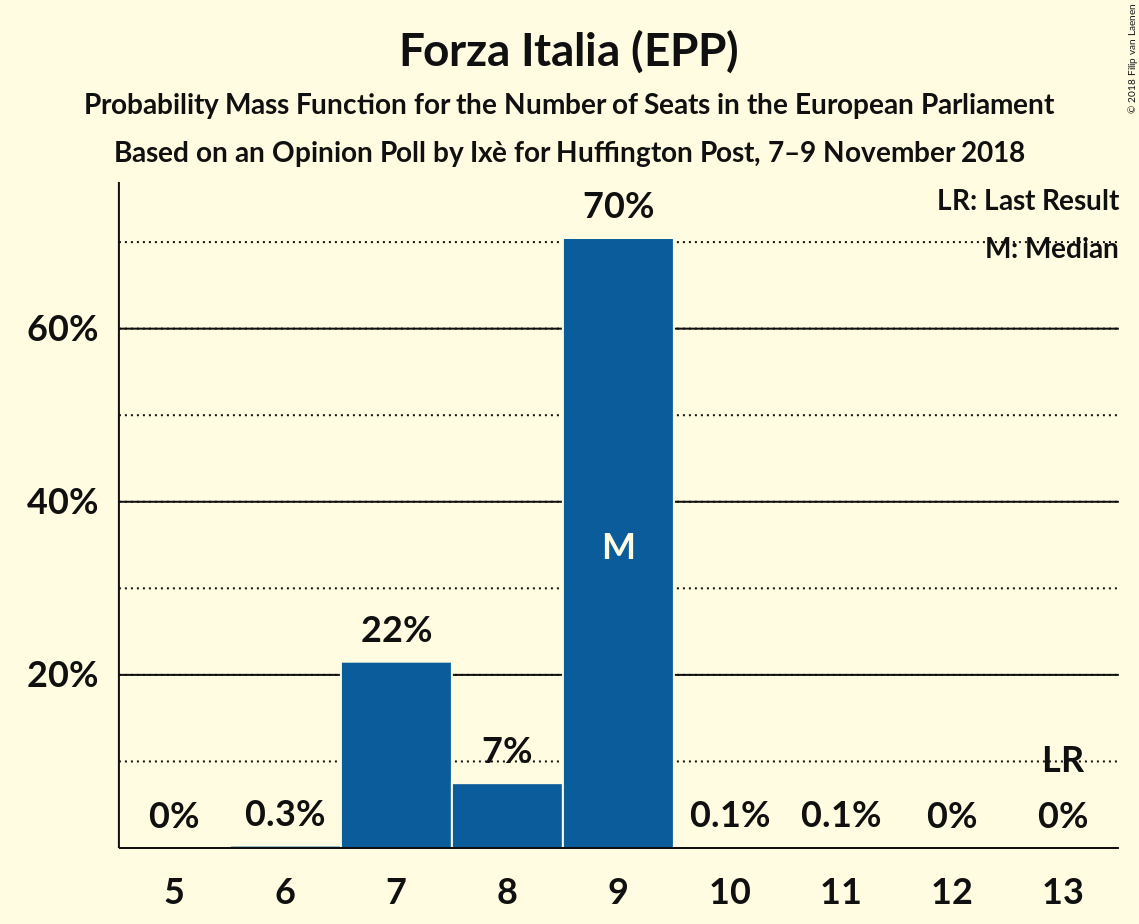 Forza Italia (EPP)
Probability Mass Function for the Number of Seats in the European Parliament
Based on an Opinion Poll by Ixè for Huffington Post, 7–9 November 2018
© 2018 Filip van Laenen
LR: Last Result
M: Median
70%
60%
40%
M
22%
20%
7%
LR
0%
0.3%
0.1%
0.1%
0%
0%
5
6
7
8
9
10
11
12
13